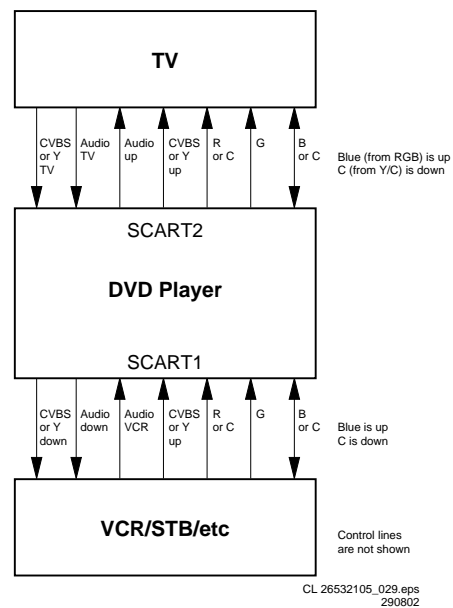 TV
CVBS
or Y
TV
Audio
TV
Audio
up
CVBS
or Y
up
R
or C
G
B
or C
Blue (from RGB) is up
C (from Y/C) is down
SCART2
DVD Player
SCART1
CVBS
or Y
down
Audio
down
Audio
VCR
CVBS
or Y
up
R
or C
G
B
or C
Blue is up
C is down
VCR/STB/etc
Control lines
are not shown
CL 26532105_029.eps
290802